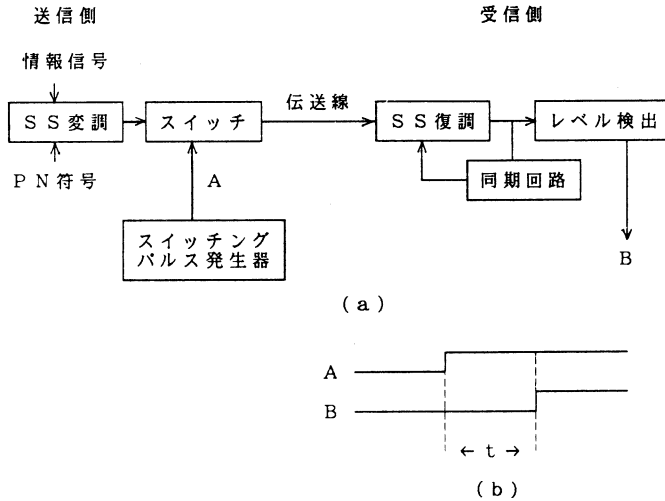 送信側
受信側
情報信号
伝送線
SS変調
スイッチ
SS復調
レベル検出
PN符号
A
同期回路
スイッチング
パルス発生器
B
(a)
A
B
← t →
(b)